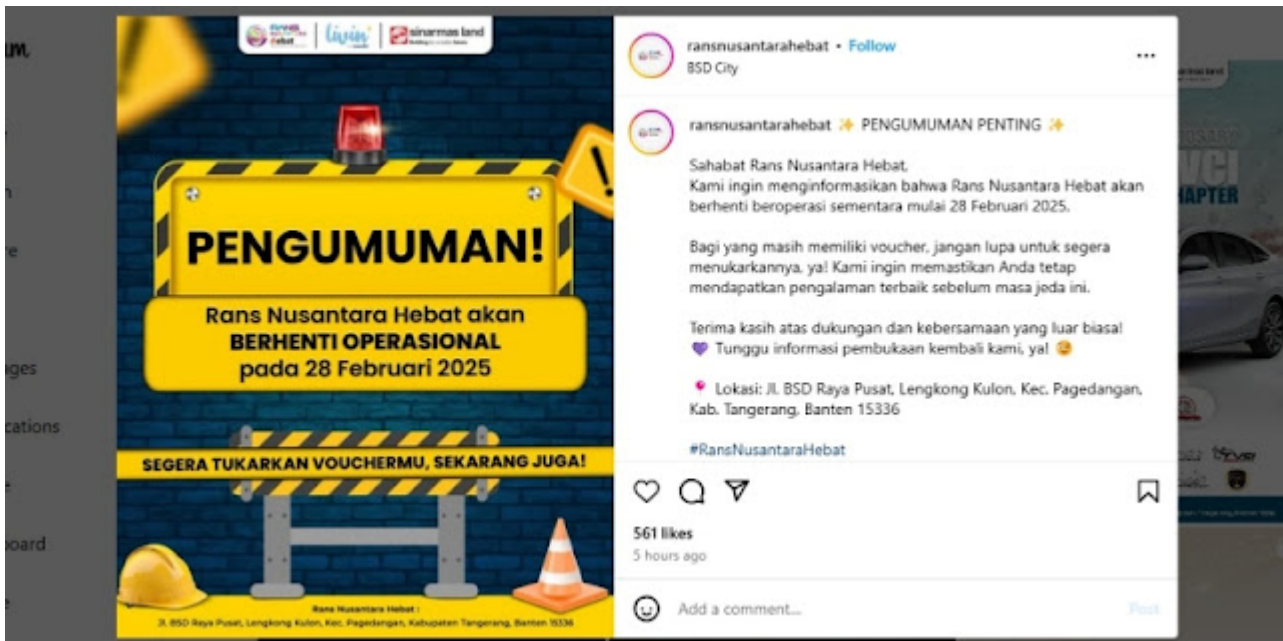 livin'
sinarmas land
PENGUMUMAN!
Rans Nusantara Hebat akan
BERHENTI OPERASIONAL
pada 28 Februari 2025
SEGERA TUKARKAN VOUCHERMU, SEKARANG JUGA!
Rans Nusantara Hebat :
Jl. BSD Raya Pusat, Lengkong Kulon, Kec. Pagedangan, Kabupaten Tangerang, Banten 15336
ransnusantarahebat • Follow
BSD City
ransnusantarahebat ✨ PENGUMUMAN PENTING ✨
Sahabat Rans Nusantara Hebat,
Kami ingin menginformasikan bahwa Rans Nusantara Hebat akan
berhenti beroperasi sementara mulai 28 Februari 2025.
Bagi yang masih memiliki voucher, jangan lupa untuk segera
menukarkannya, ya! Kami ingin memastikan Anda tetap
mendapatkan pengalaman terbaik sebelum masa jeda ini.
Terima kasih atas dukungan dan kebersamaan yang luar biasa!
💜 Tunggu informasi pembukaan kembali kami, ya! 😊
📍 Lokasi: Jl. BSD Raya Pusat, Lengkong Kulon, Kec. Pagedangan,
Kab. Tangerang, Banten 15336
#RansNusantaraHebat
561 likes
5 hours ago
Add a comment...
Post